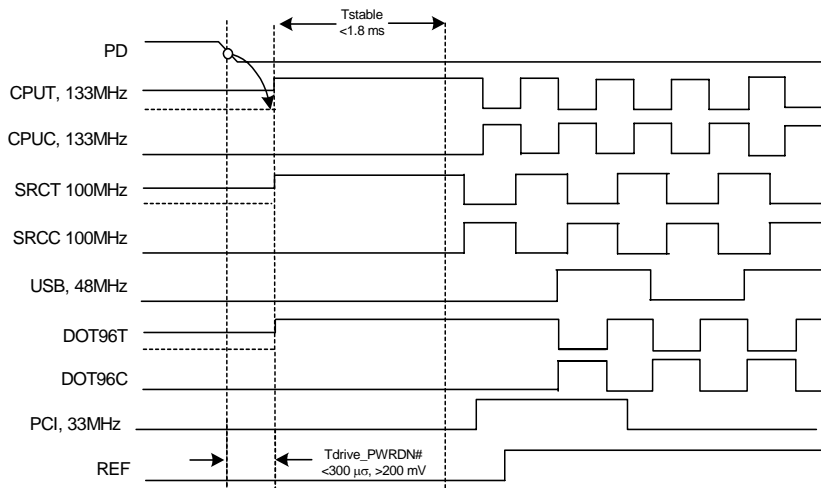 Tstable
<1.8 ms
PD
CPUT, 133MHz
CPUC, 133MHz
SRCT 100MHz
SRCC 100MHz
USB, 48MHz
DOT96T
DOT96C
PCI, 33MHz
Tdrive_PWRDN#
<300 μσ, >200 mV
REF